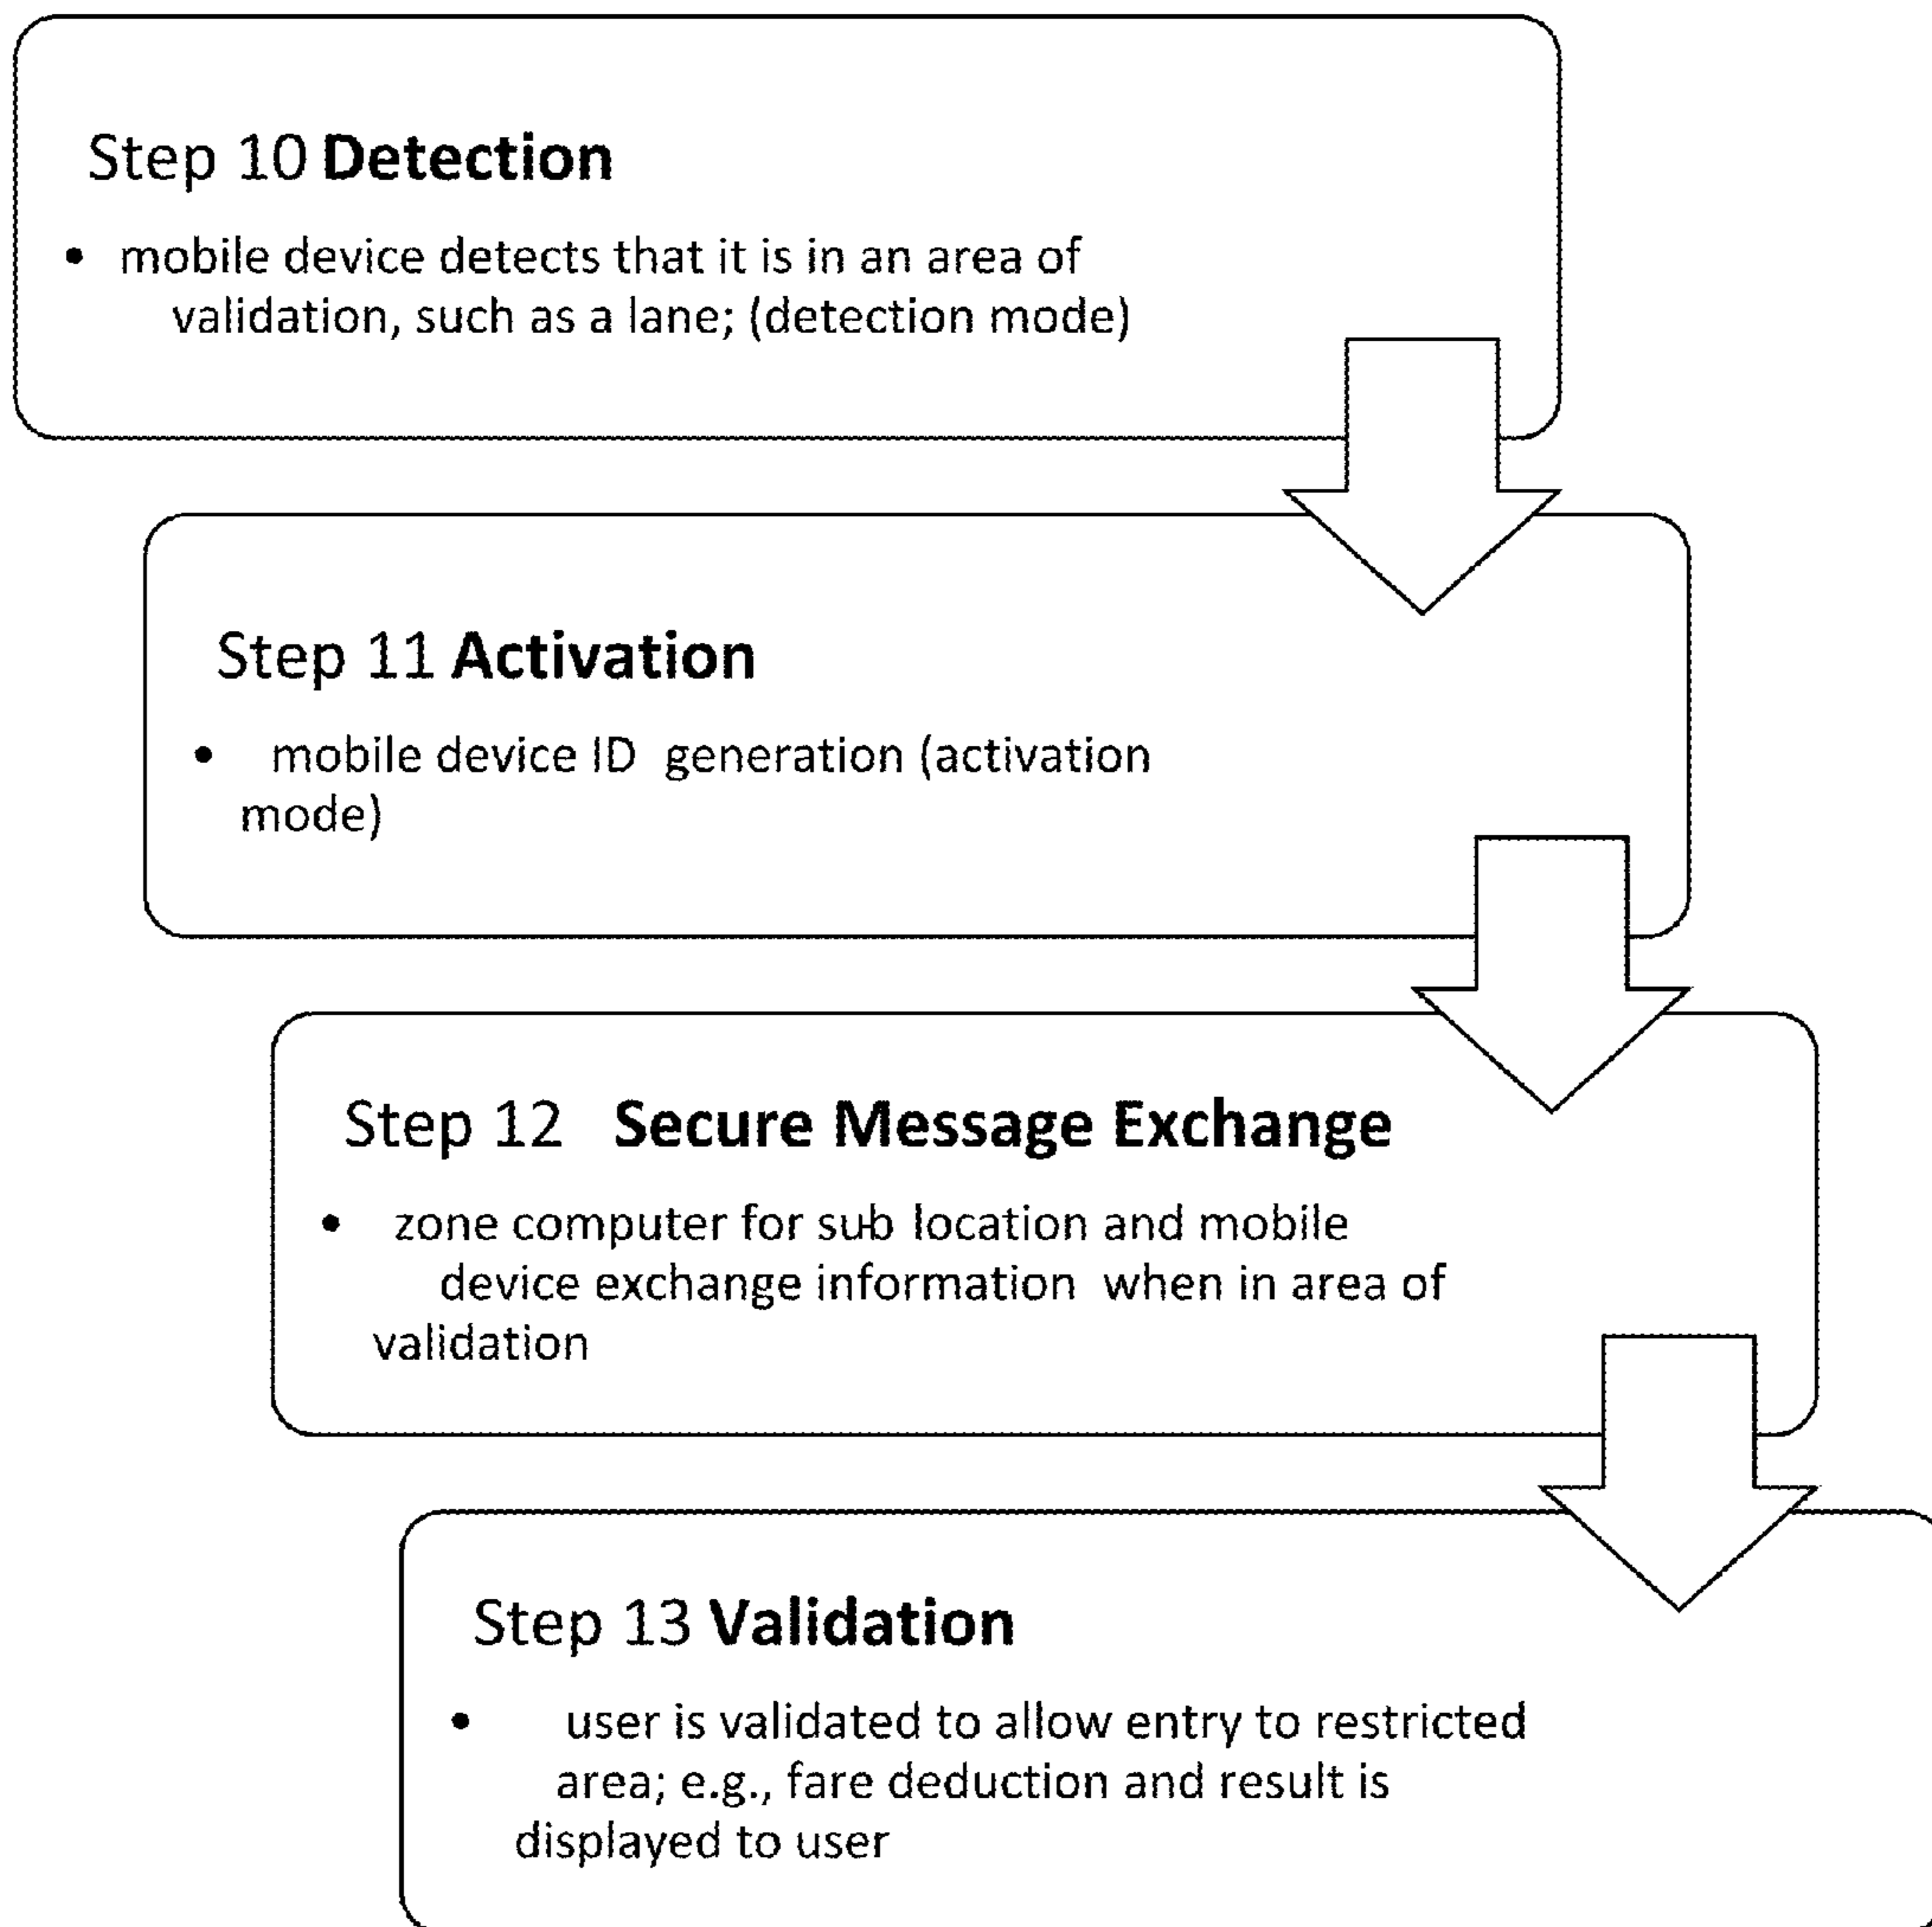 Step 10 Detection
• mobile device detects that it is in an area of
validation, such as a lane; (detection mode)
Step 11 Activation
• mobile device ID generation (activation
mode)
Step 12 Secure Message Exchange
• zone computer for sub location and mobile
device exchange information when in area of
validation
Step 13 Validation
• user is validated to allow entry to restricted
area; e.g., fare deduction and result is
displayed to user